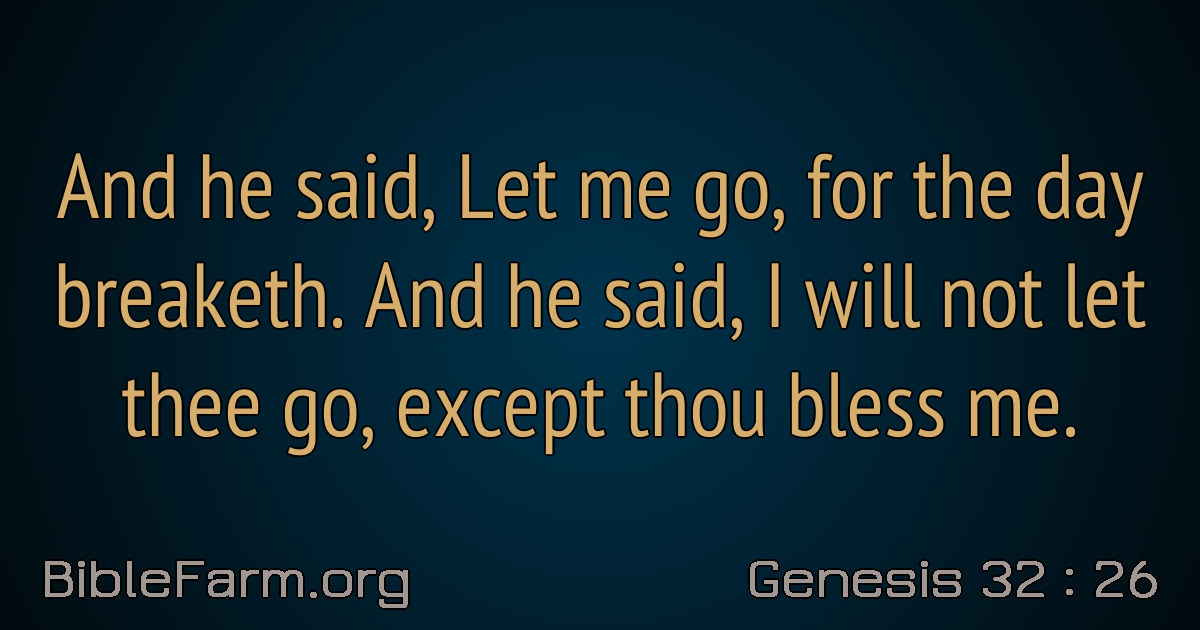 And he said, Let me go, for the day
breaketh. And he said, I will not let
thee go, except thou bless me.
BibleFarm.org
Genesis 32 : 26